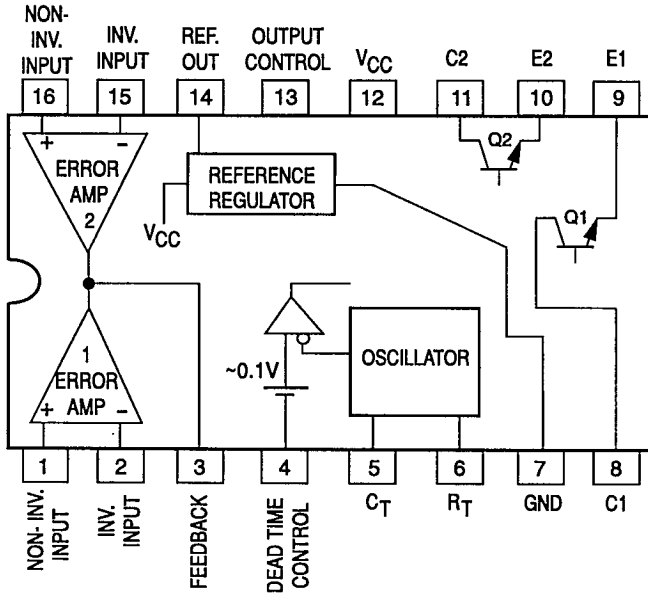 NON-
INV.
INPUT
INV.
INPUT
REF.
OUT
OUTPUT
CONTROL
VCC
C2
E2
E1
16
15
14
13
12
11
10
9
+
−
ERROR
AMP
2
REFERENCE
REGULATOR
VCC
Q2
Q1
1
ERROR
AMP
+
−
~0.1V
OSCILLATOR
1
2
3
4
5
6
7
8
NON- INV.
INPUT
INV.
INPUT
FEEDBACK
DEAD TIME
CONTROL
CT
RT
GND
C1